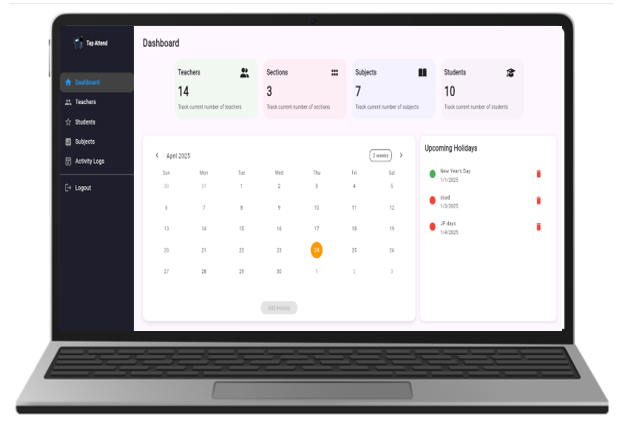 Tap Attend
Dashboard
Teachers
Students
Subjects
Activity Logs
Logout
Dashboard
Teachers
14
Track current number of teachers
Sections
3
Track current number of sections
Subjects
7
Track current number of subjects
Students
10
Track current number of students
April 2025
2 weeks
Sun Mon Tue Wed Thu Fri Sat
30 31 1 2 3 4 5
6 7 8 9 10 11 12
13 14 15 16 17 18 19
20 21 22 23 24 25 26
27 28 29 30 1 2 3
Add Holiday
Upcoming Holidays
New Year's Day
1/1/2025
1/3/2025
JP days
1/4/2025